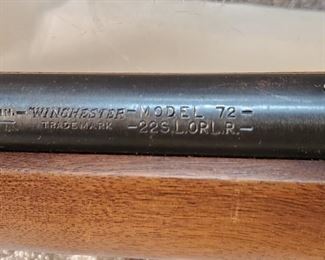 -WINCHESTER-MODEL 72-
TRADE MARK -22 S.L.OR L.R.-